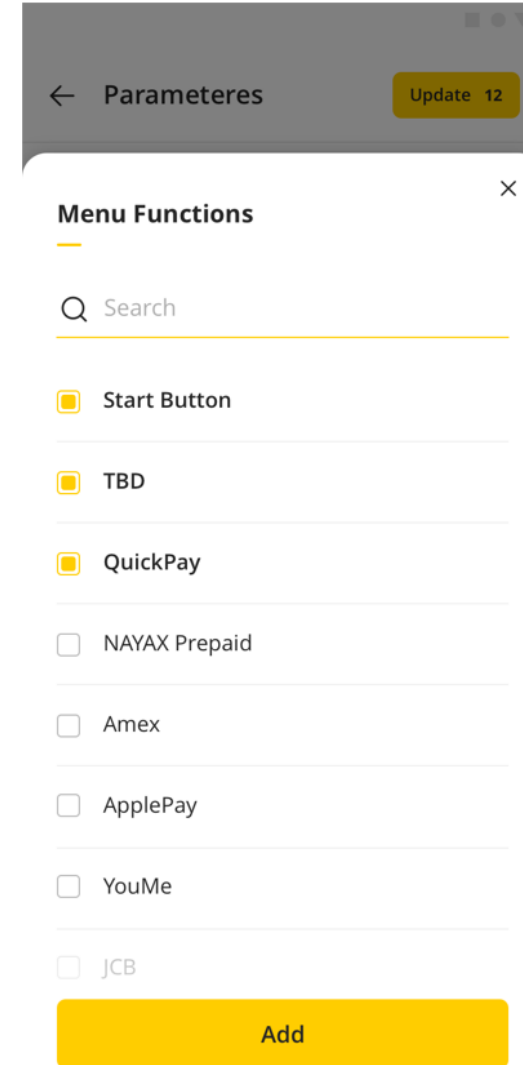 Parameteres
Update 12
Menu Functions
Search
Start Button
TBD
QuickPay
NAYAX Prepaid
Amex
ApplePay
YouMe
JCB
Add